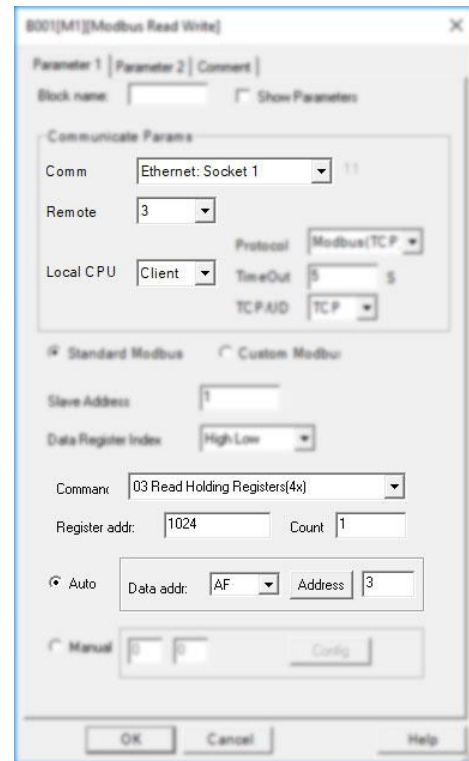 B001[M1][Modbus Read Write]
Parameter 1 Parameter 2 Comment
Block name: Show Parameters
Communicate Params
Comm Ethernet: Socket 1 11
Remote 3
Protocol Modbus(TCP
Local CPU Client TimeOut 5 S
TCP/UD TCP
Standard Modbus Custom Modbu
Slave Address 1
Data Register Index High Low
Comman 03 Read Holding Registers(4x)
Register addr: 1024 Count 1
Auto Data addr: AF Address 3
Manual 0 0 Config
OK Cancel Help